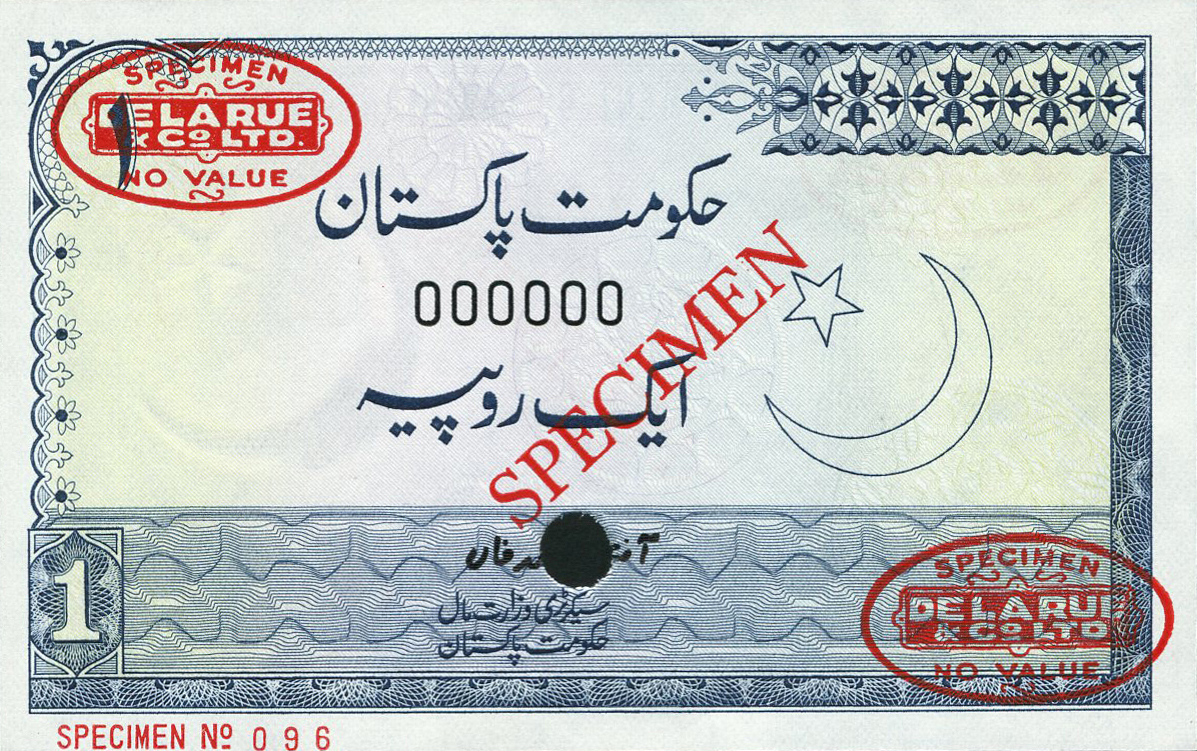 SPECIMEN
DE LA RUE
& Cº LTD.
NO VALUE
۱
حکومت پاکستان
000000
SPECIMEN
ایک روپیہ
سیکرٹری وزارت مال
حکومت پاکستان
1
SPECIMEN
DE LA RUE
& Cº LTD
NO VALUE
SPECIMEN Nº 096